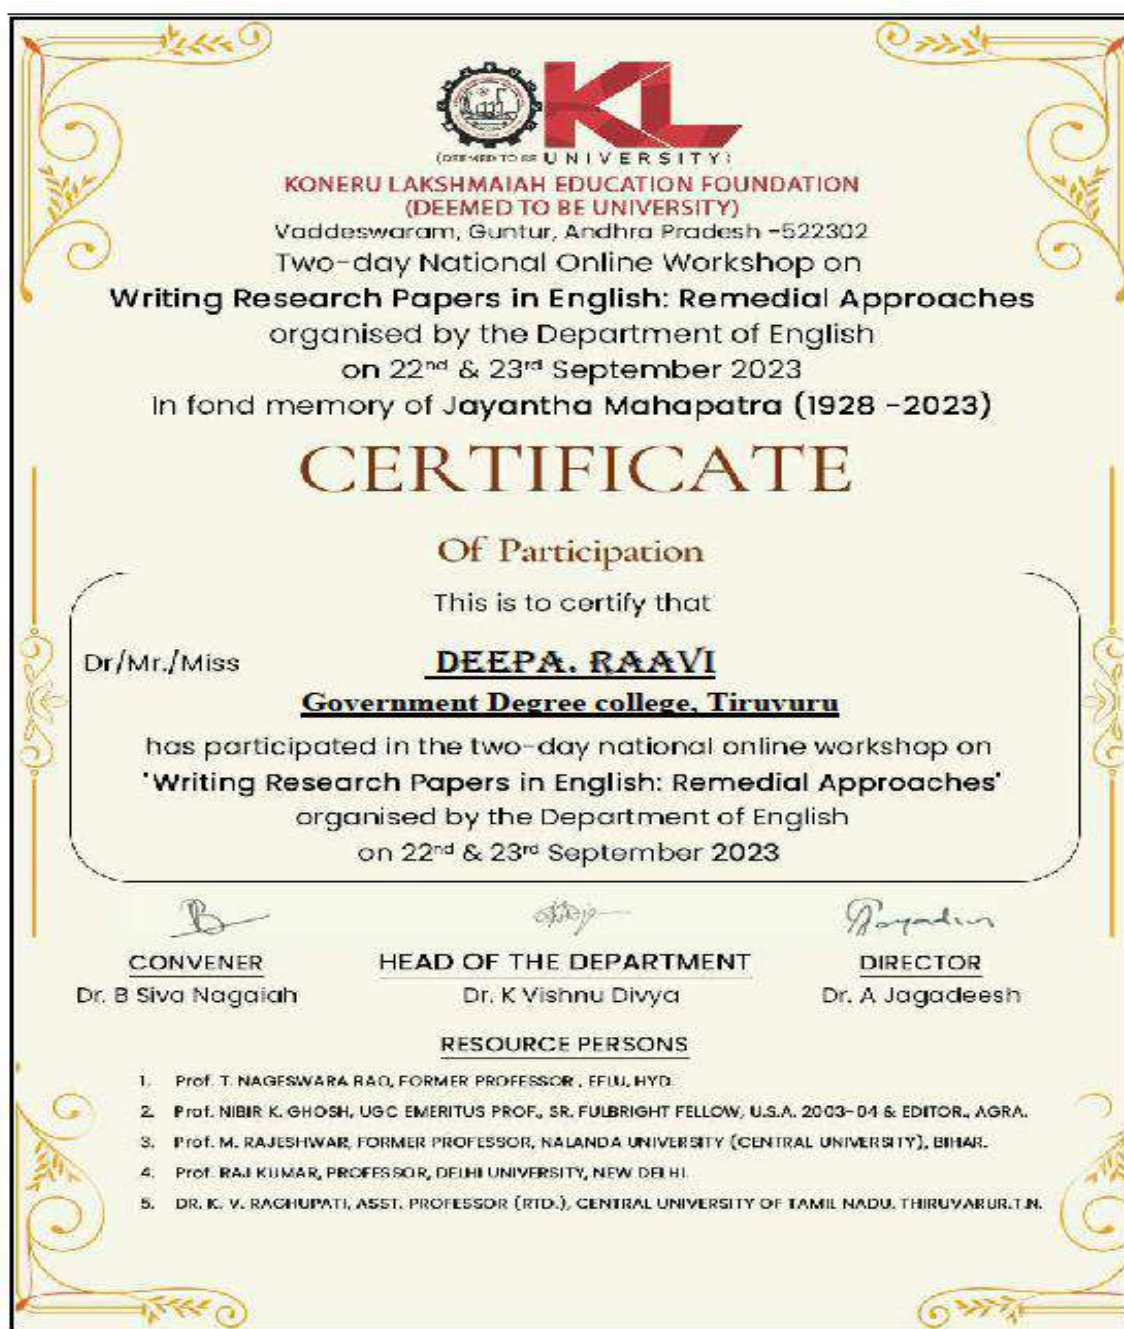 KL
(DEEMED TO BE UNIVERSITY)
KONERU LAKSHMAIAH EDUCATION FOUNDATION
(DEEMED TO BE UNIVERSITY)
Vaddeswaram, Guntur, Andhra Pradesh -522302
Two-day National Online Workshop on
Writing Research Papers in English: Remedial Approaches
organised by the Department of English
on 22nd & 23rd September 2023
In fond memory of Jayantha Mahapatra (1928 -2023)
CERTIFICATE
Of Participation
This is to certify that
Dr/Mr./Miss DEEPA. RAAVI
Government Degree college, Tiruvuru
has participated in the two-day national online workshop on
'Writing Research Papers in English: Remedial Approaches'
organised by the Department of English
on 22nd & 23rd September 2023
CONVENER HEAD OF THE DEPARTMENT DIRECTOR
Dr. B Siva Nagaiah Dr. K Vishnu Divya Dr. A Jagadeesh
RESOURCE PERSONS
1. Prof. T. NAGESWARA RAO, FORMER PROFESSOR , EFLU, HYD.
2. Prof. NIBIR K. GHOSH, UGC EMERITUS PROF., SR. FULBRIGHT FELLOW, U.S.A. 2003-04 & EDITOR., AGRA.
3. Prof. M. RAJESHWAR, FORMER PROFESSOR, NALANDA UNIVERSITY (CENTRAL UNIVERSITY), BIHAR.
4. Prof. RAJ KUMAR, PROFESSOR, DELHI UNIVERSITY, NEW DELHI.
5. DR. K. V. RAGHUPATI, ASST. PROFESSOR (RTD.), CENTRAL UNIVERSITY OF TAMIL NADU. THIRUVARUR.T.N.